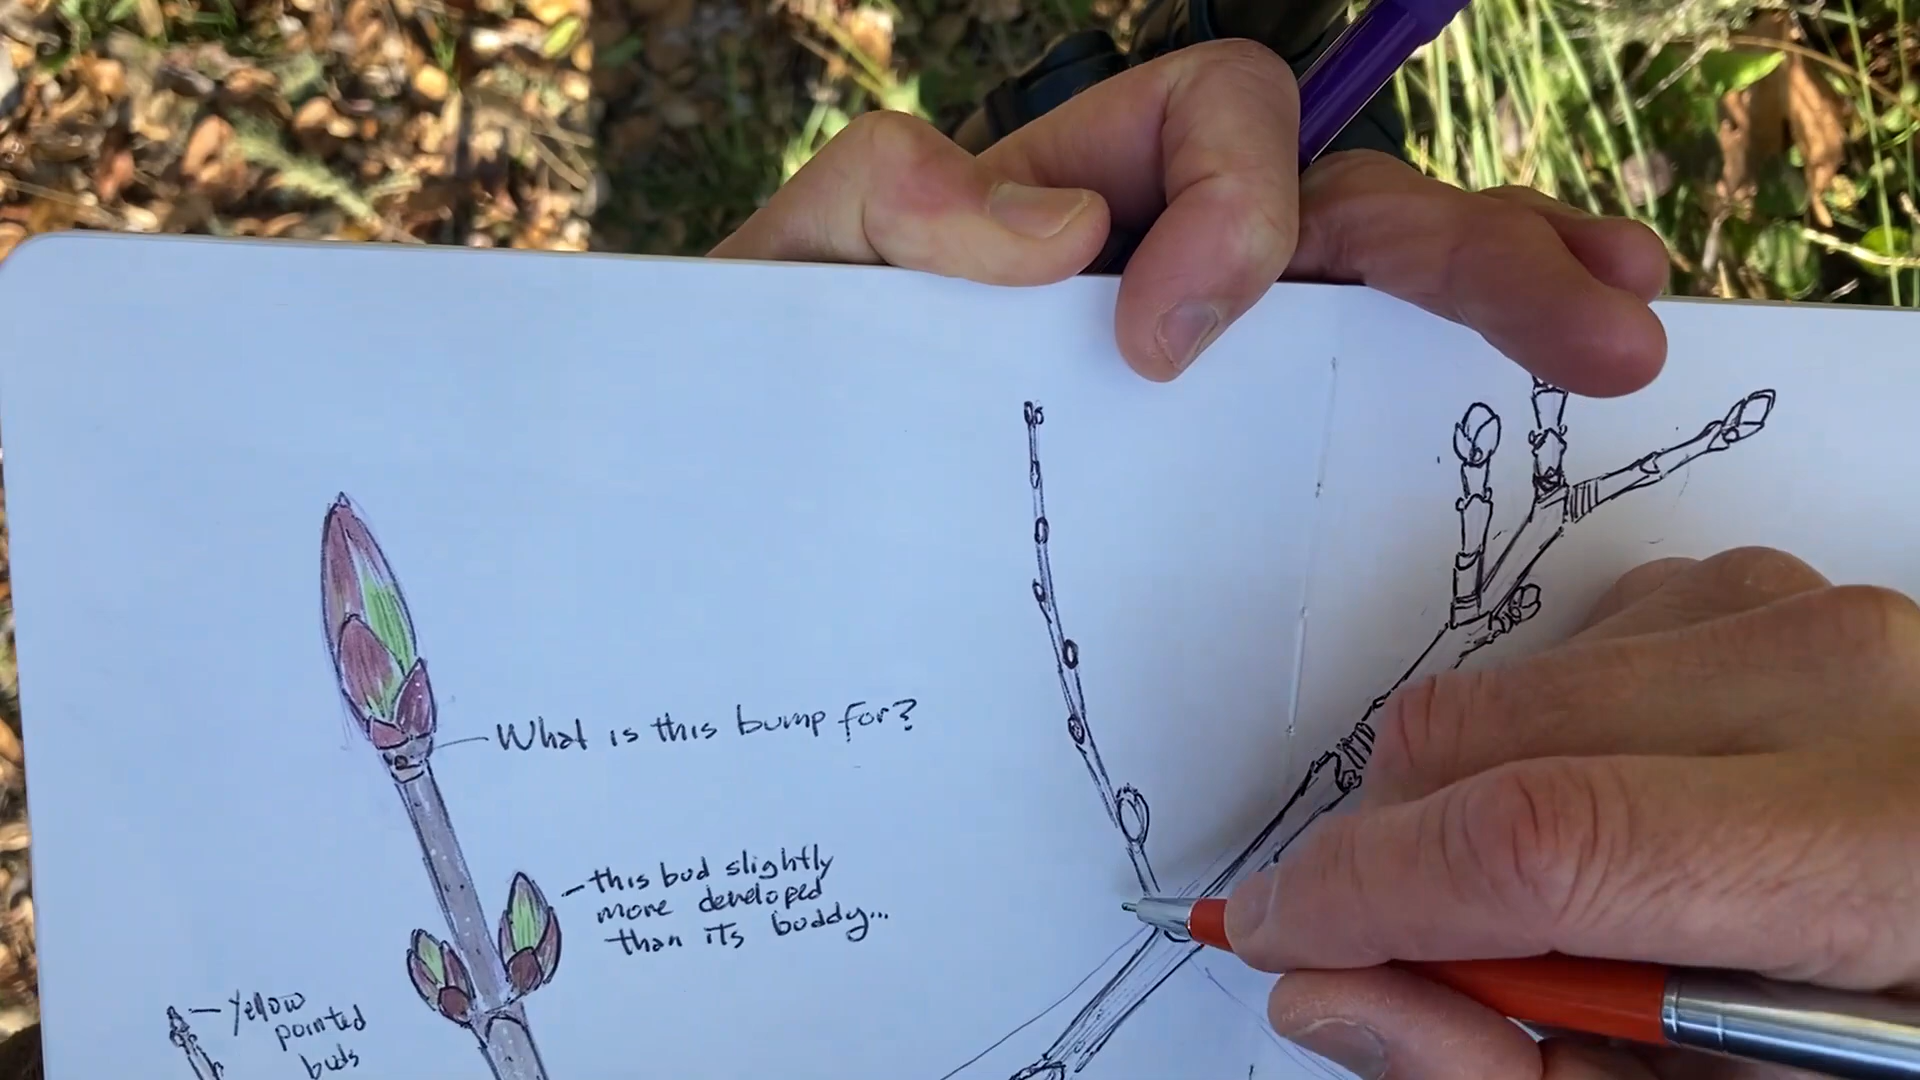 What is this bump for?
this bud slightly
more developed
than its buddy...
yellow
pointed
buds